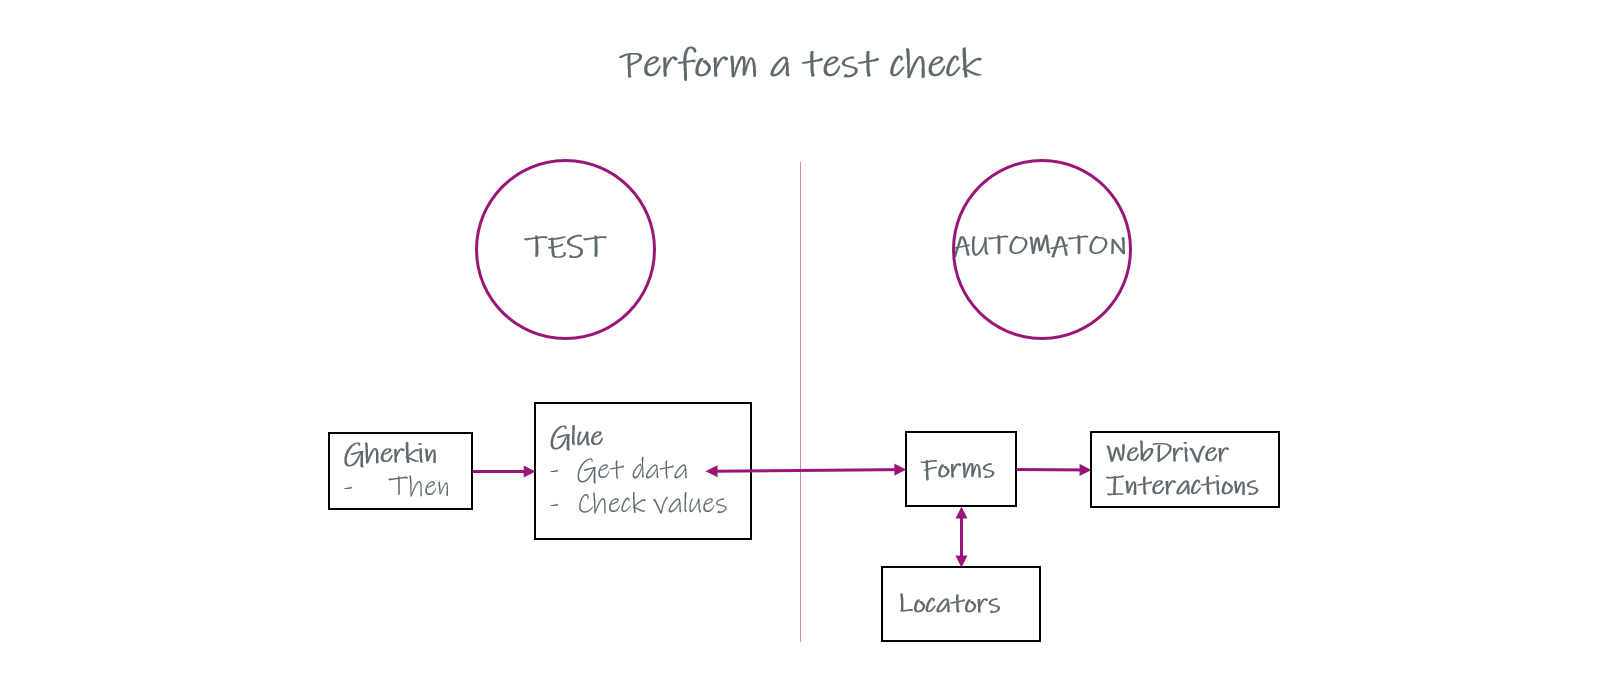 Perform a test check
TEST
AUTOMATON
Gherkin
- Then
Glue
- Get data
- Check values
Forms
WebDriver
Interactions
Locators